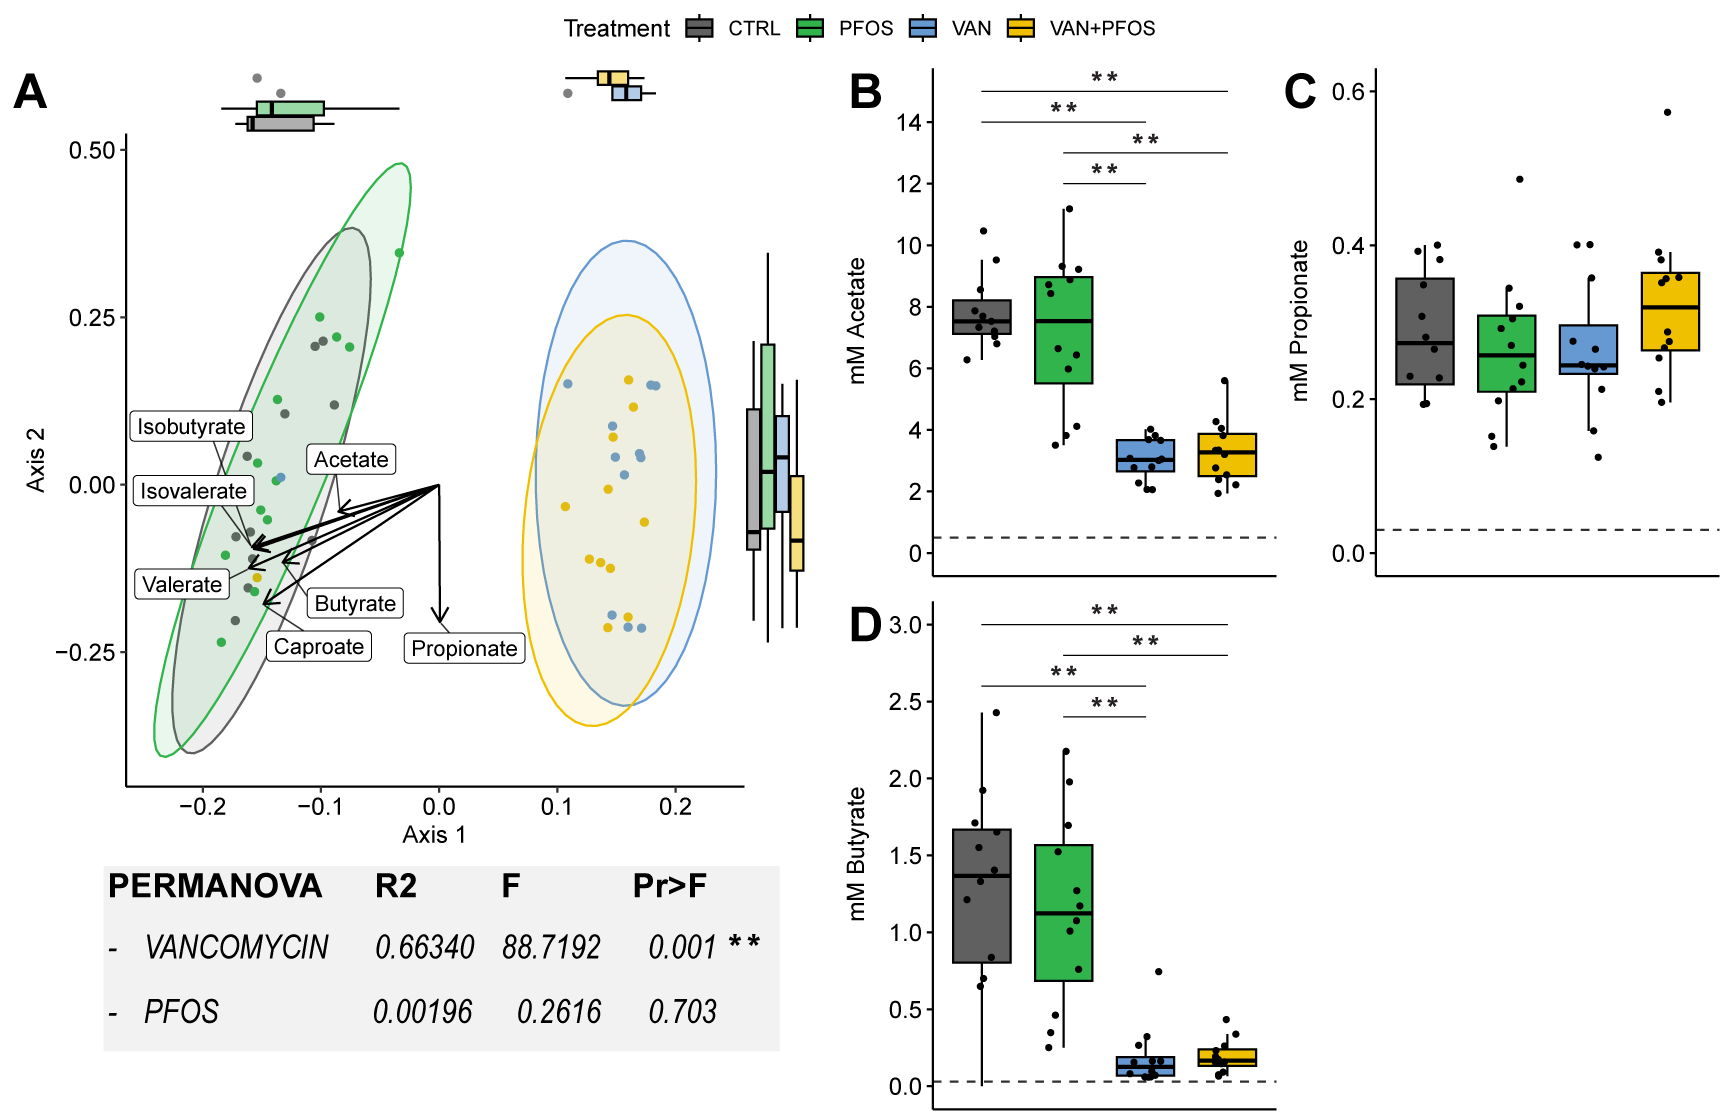 Treatment CTRL PFOS VAN VAN+PFOS
A
0.50
0.25
0.00
−0.25
Axis 2
Isobutyrate
Acetate
Isovalerate
Valerate
Butyrate
Caproate
Propionate
−0.2 −0.1 0.0 0.1 0.2
Axis 1
PERMANOVA R2 F Pr>F
- VANCOMYCIN 0.66340 88.7192 0.001 **
- PFOS 0.00196 0.2616 0.703
B
**
**
**
**
14
12
10
8
6
4
2
0
mM Acetate
C
0.6
0.4
0.2
0.0
mM Propionate
D
**
**
**
**
3.0
2.5
2.0
1.5
1.0
0.5
0.0
mM Butyrate